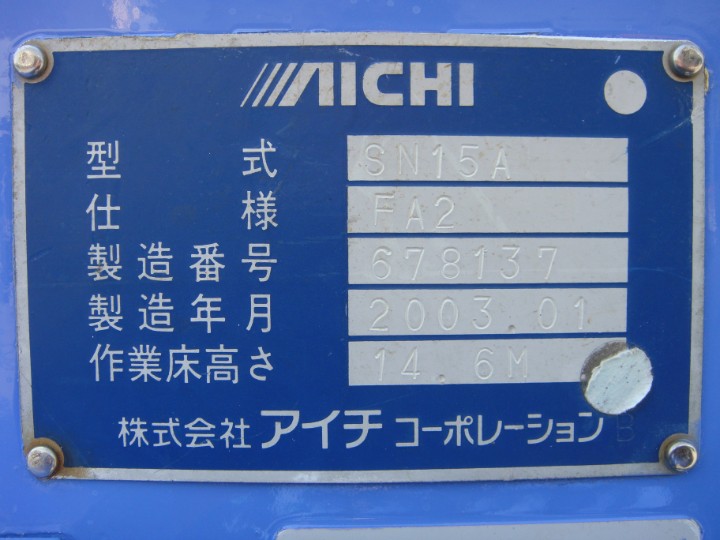 AICHI
型式 SN15A
仕様 FA2
製造番号 678137
製造年月 2003 01
作業床高さ 14.6M
株式会社 アイチ コーポレーション B